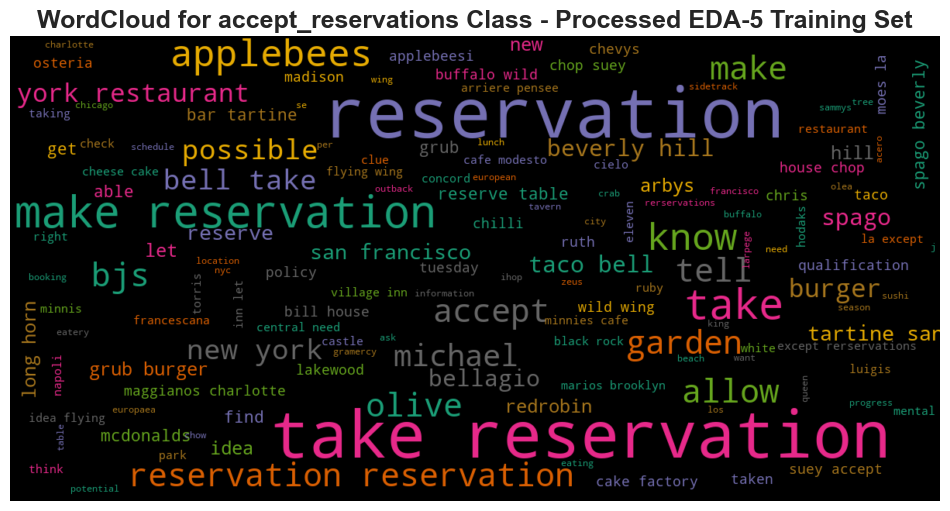 WordCloud for accept_reservations Class - Processed EDA-5 Training Set
charlotte
applebees
applebeesi
new
chevys
osteria
madison
wing
buffalo wild
chop suey
make
moes la
spago beverly
york restaurant
arriere pensee
sidetrack
chicago
taking
bar tartine
se
reservation
sammys
tree
get
check
schedule
possible
per
grub
lunch
beverly hill
restaurant
acero
hill
clue
cafe modesto
cielo
house chop
cheese cake
flying wing
concord
european
able
bell take
outback
reserve table
crab
arbys
francisco
chris
olea
taco
make reservation
tavern
rerservations
buffalo
hodaks
spago
chilli
city
eleven
right
reserve
let
san francisco
ruth
know
larpege
need
la except
j
location
nyc
policy
tuesday
ihop
taco bell
tell
qualification
booking
bjs
torris
inn let
zeus
ruby
burger
sushi
village inn
information
wild wing
take
season
long horn
minnis
bill house
accept
minnies cafe
king
tartine san
francescana
central need
eatery
castle
ask
black rock
garden
white
except rerservations
gramercy
new york
michael
beach
want
napoli
grub burger
lakewood
luigis
bellagio
maggianos charlotte
marios brooklyn
allow
queen
progress
europaea
olive
redrobin
los
mental
idea flying
find
table
mcdonalds
how
idea
take reservation
park
think
eating
suey accept
potential
reservation reservation
cake factory
taken